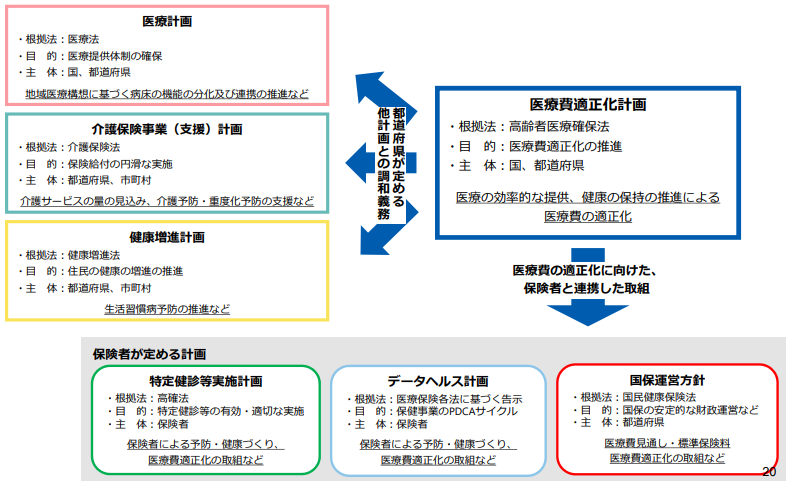 医療計画
・根拠法：医療法
・目　的：医療提供体制の確保
・主　体：国、都道府県
地域医療構想に基づく病床の機能の分化及び連携の推進など
介護保険事業（支援）計画
・根拠法：介護保険法
・目　的：保険給付の円滑な実施
・主　体：都道府県、市町村
介護サービスの量の見込み、介護予防・重度化予防の支援など
健康増進計画
・根拠法：健康増進法
・目　的：住民の健康の増進の推進
・主　体：都道府県、市町村
生活習慣病予防の推進など
都道府県が定める
他計画との調和義務
医療費適正化計画
・根拠法：高齢者医療確保法
・目　的：医療費適正化の推進
・主　体：国、都道府県
医療の効率的な提供、健康の保持の推進による
医療費の適正化
医療費の適正化に向けた、
保険者と連携した取組
保険者が定める計画
特定健診等実施計画
・根拠法：高確法
・目　的：特定健診等の有効・適切な実施
・主　体：保険者
保険者による予防・健康づくり、
医療費適正化の取組など
データヘルス計画
・根拠法：医療保険各法に基づく告示
・目　的：保健事業のPDCAサイクル
・主　体：保険者
保険者による予防・健康づくり、
医療費適正化の取組など
国保運営方針
・根拠法：国民健康保険法
・目　的：国保の安定的な財政運営など
・主　体：都道府県
医療費見通し・標準保険料
医療費適正化の取組など
20